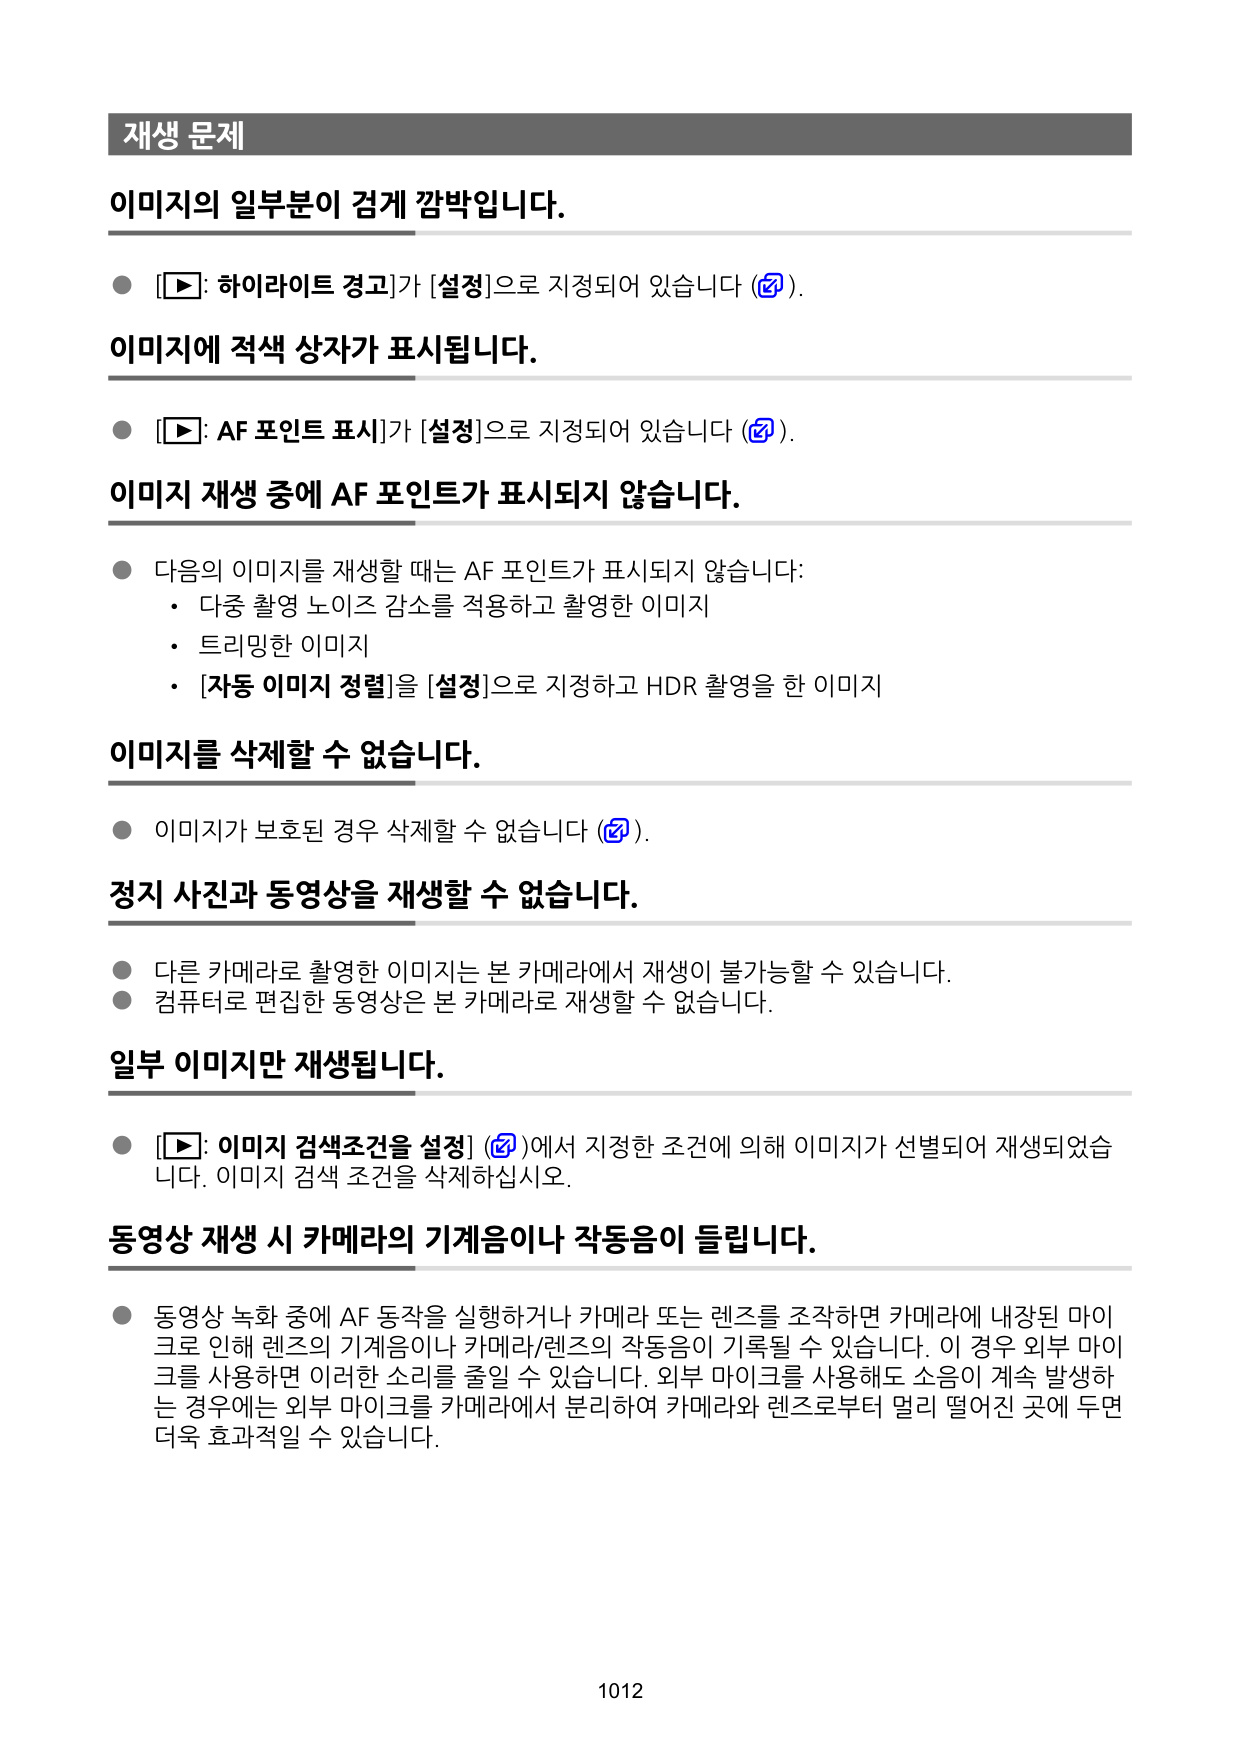 재생 문제
이미지의 일부분이 검게 깜박입니다.
● [▶: 하이라이트 경고]가 [설정]으로 지정되어 있습니다 ( ).
이미지에 적색 상자가 표시됩니다.
● [▶: AF 포인트 표시]가 [설정]으로 지정되어 있습니다 ( ).
이미지 재생 중에 AF 포인트가 표시되지 않습니다.
● 다음의 이미지를 재생할 때는 AF 포인트가 표시되지 않습니다:
• 다중 촬영 노이즈 감소를 적용하고 촬영한 이미지
• 트리밍한 이미지
• [자동 이미지 정렬]을 [설정]으로 지정하고 HDR 촬영을 한 이미지
이미지를 삭제할 수 없습니다.
● 이미지가 보호된 경우 삭제할 수 없습니다 ( ).
정지 사진과 동영상을 재생할 수 없습니다.
● 다른 카메라로 촬영한 이미지는 본 카메라에서 재생이 불가능할 수 있습니다.
● 컴퓨터로 편집한 동영상은 본 카메라로 재생할 수 없습니다.
일부 이미지만 재생됩니다.
● [▶: 이미지 검색조건을 설정] ( )에서 지정한 조건에 의해 이미지가 선별되어 재생되었습
니다. 이미지 검색 조건을 삭제하십시오.
동영상 재생 시 카메라의 기계음이나 작동음이 들립니다.
● 동영상 녹화 중에 AF 동작을 실행하거나 카메라 또는 렌즈를 조작하면 카메라에 내장된 마이
크로 인해 렌즈의 기계음이나 카메라/렌즈의 작동음이 기록될 수 있습니다. 이 경우 외부 마이
크를 사용하면 이러한 소리를 줄일 수 있습니다. 외부 마이크를 사용해도 소음이 계속 발생하
는 경우에는 외부 마이크를 카메라에서 분리하여 카메라와 렌즈로부터 멀리 떨어진 곳에 두면
더욱 효과적일 수 있습니다.
1012